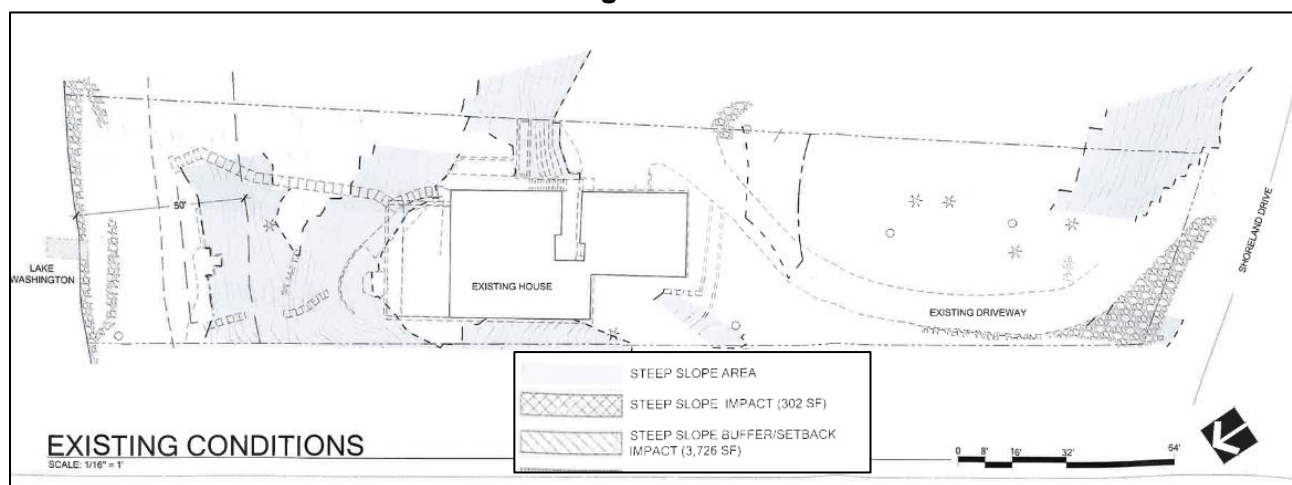 50'
LAKE
WASHINGTON
EXISTING HOUSE
EXISTING DRIVEWAY
SHORELAND DRIVE
STEEP SLOPE AREA
STEEP SLOPE IMPACT (302 SF)
STEEP SLOPE BUFFER/SETBACK
IMPACT (3,726 SF)
EXISTING CONDITIONS
SCALE: 1/16" = 1'
0 8' 16' 32' 64'